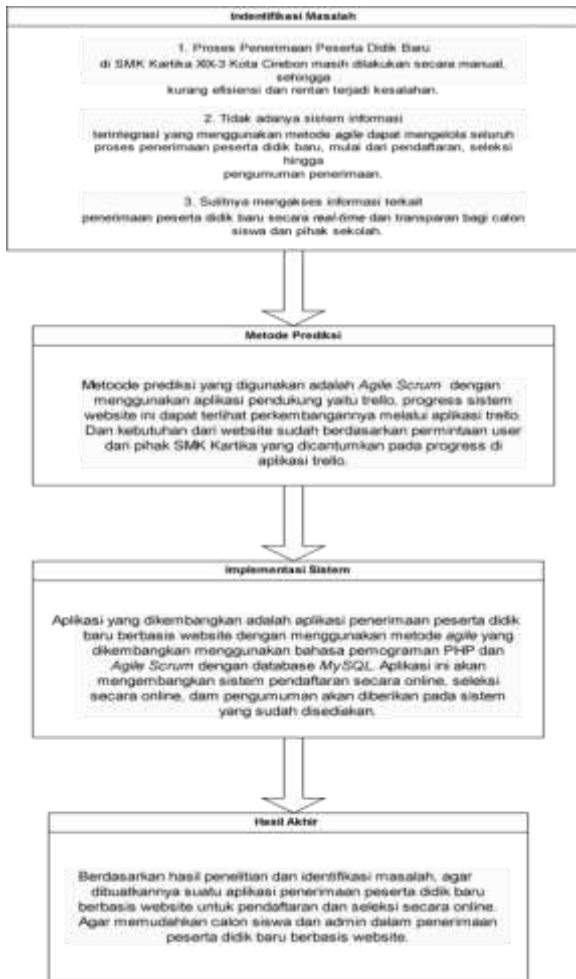 Indentifikasi Masalah
1. Proses Penerimaan Peserta Didik Baru
di SMK Kartika XIX-3 Kota Cirebon masih dilakukan secara manual,
sehingga
kurang efisiensi dan rentan terjadi kesalahan.
2. Tidak adanya sistem informasi
terintegrasi yang menggunakan metode agile dapat mengelola seluruh
proses penerimaan peserta didik baru, mulai dari pendaftaran, seleksi
hingga
pengumuman penerimaan.
3. Sulitnya mengakses informasi terkait
penerimaan peserta didik baru secara real-time dan transparan bagi calon
siswa dan pihak sekolah.
Metode Prediksi
Metocde prediksi yang digunakan adalah Agile Scrum dengan
menggunakan aplikasi pendukung yaitu trello, progress sistem
website ini dapat terlihat perkembangannya melalui aplikasi trello.
Dan kebutuhan dari website sudah berdasarkan permintaan user
dari pihak SMK Kartika yang dicantumkan pada progress di
aplikasi trello.
Implementasi Sistem
Aplikasi yang dikembangkan adalah aplikasi penerimaan peserta didik
baru berbasis website dengan menggunakan metode agile yang
dikembangkan menggunakan bahasa pemograman PHP dan
Agile Scrum dengan database MySQL. Aplikasi ini akan
mengembangkan sistem pendaftaran secara online, seleksi
secara online, dam pengumuman akan diberikan pada sistem
yang sudah disediakan.
Hasil Akhir
Berdasarkan hasil penelitian dan identifikasi masalah, agar
dibuatkannya suatu aplikasi penerimaan peserta didik baru
berbasis website untuk pendaftaran dan seleksi secara online.
Agar memudahkan calon siswa dan admin dalam penerimaan
peserta didik baru berbasis website.